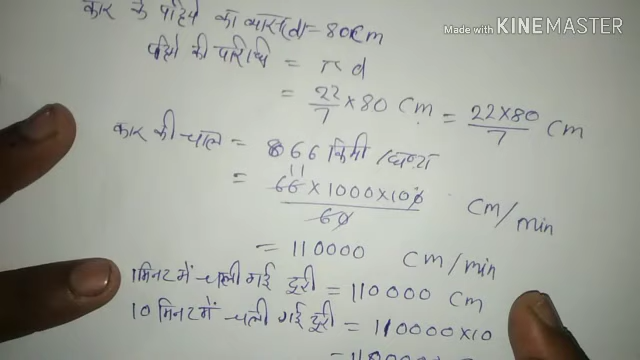 Made with KINEMASTER
कार के पहिये का व्यास(d) = 80cm
पहिये की परिधि = π d
= 22/7 × 80 cm = 22×80/7 cm
कार की चाल = 66 किमी / घण्टा
= 11 66 × 1000 × 100 / 60 cm/min
= 110000 cm/min
1 मिनट में चली गई दूरी = 110000 cm
10 मिनट में चली गई दूरी = 110000×10